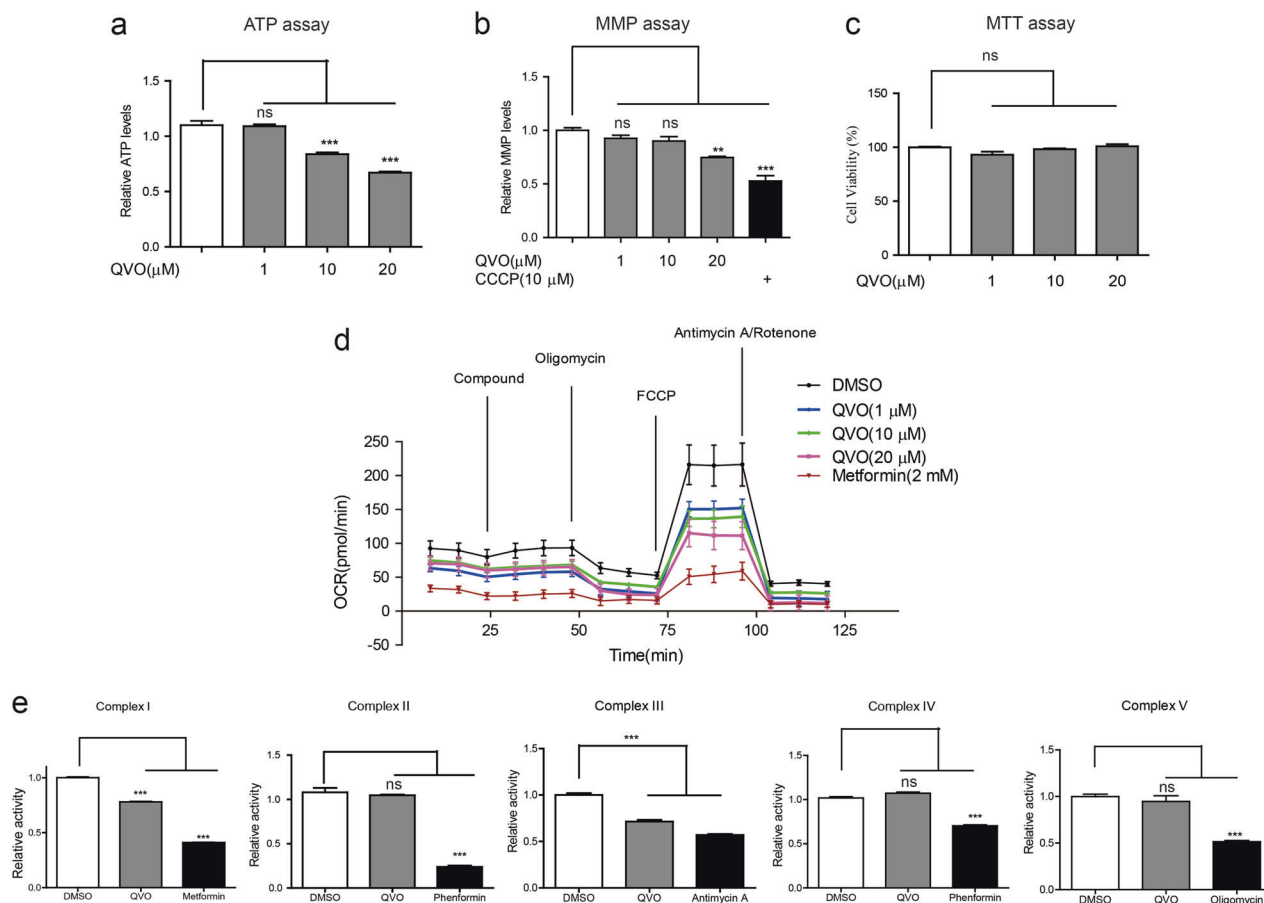 a
ATP assay
Relative ATP levels
1.5
1.0
0.5
0.0
ns
***
***
QVO(μM)
1
10
20
b
MMP assay
Relative MMP levels
1.5
1.0
0.5
0.0
ns
ns
**
***
QVO(μM)
1
10
20
CCCP(10 μM)
+
c
MTT assay
ns
Cell Viability (%)
150
100
50
0
QVO(μM)
1
10
20
d
Compound
Oligomycin
FCCP
Antimycin A/Rotenone
DMSO
QVO(1 μM)
QVO(10 μM)
QVO(20 μM)
Metformin(2 mM)
OCR(pmol/min)
250
200
150
100
50
0
-50
25
50
75
100
125
Time(min)
e
Complex I
Relative activity
1.0
0.5
0.0
***
***
DMSO
QVO
Metformin
Complex II
Relative activity
1.5
1.0
0.5
0.0
ns
***
DMSO
QVO
Phenformin
Complex III
Relative activity
1.5
1.0
0.5
0.0
***
DMSO
QVO
Antimycin A
Complex IV
Relative activity
1.5
1.0
0.5
0.0
ns
***
DMSO
QVO
Phenformin
Complex V
Relative activity
1.5
1.0
0.5
0.0
ns
***
DMSO
QVO
Oligomycin